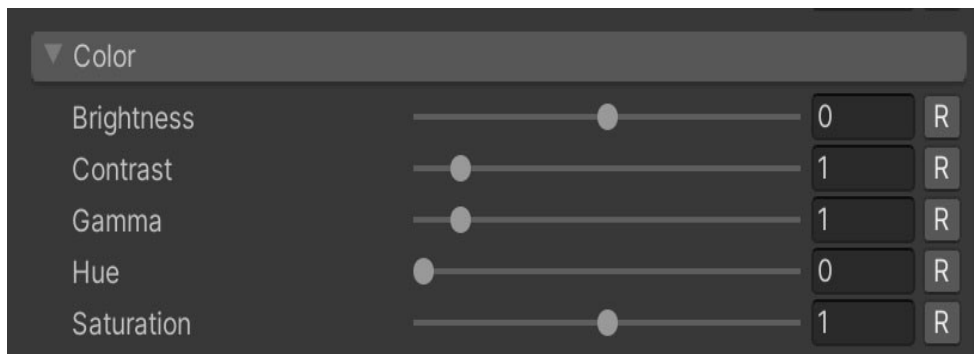 Color
Brightness 0 R
Contrast 1 R
Gamma 1 R
Hue 0 R
Saturation 1 R